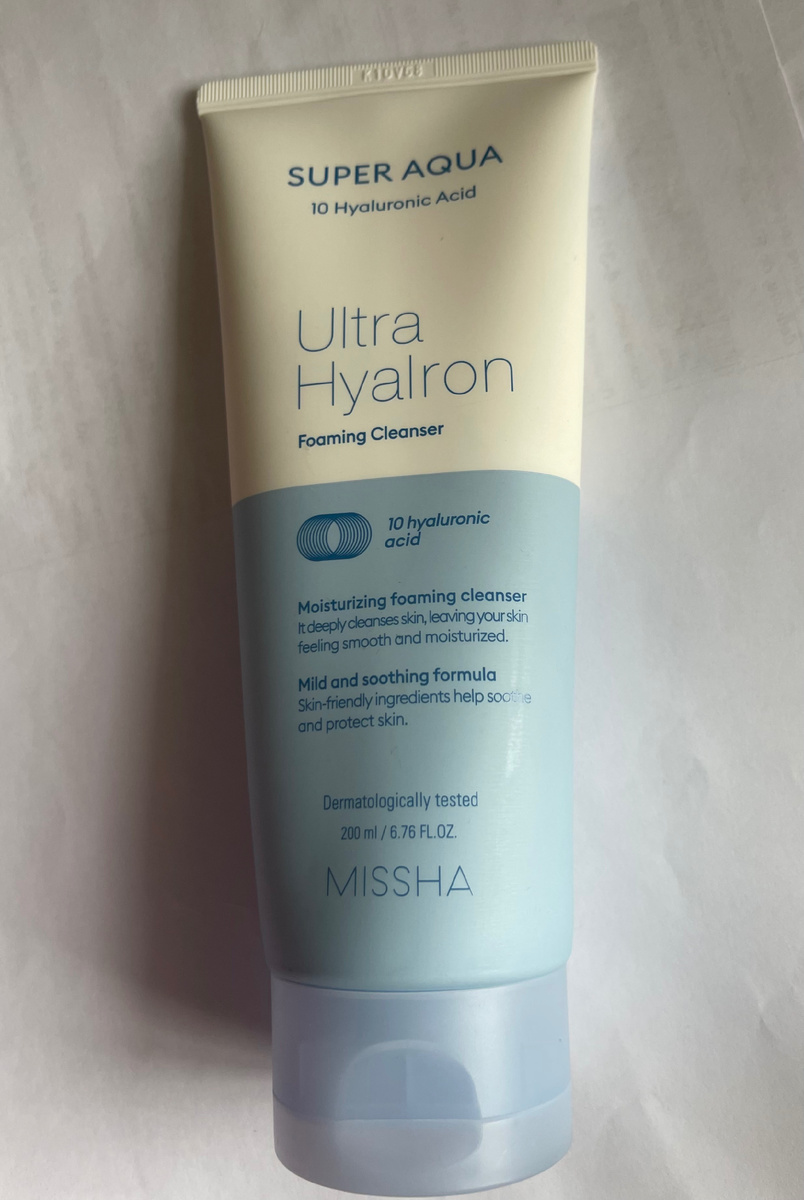 SUPER AQUA
10 Hyaluronic Acid
Ultra
Hyalron
Foaming Cleanser
10 hyaluronic
acid
Moisturizing foaming cleanser
It deeply cleanses skin, leaving your skin
feeling smooth and moisturized.
Mild and soothing formula
Skin-friendly ingredients help soothe
and protect skin.
Dermatologically tested
200 ml / 6.76 FL.OZ.
MISSHA